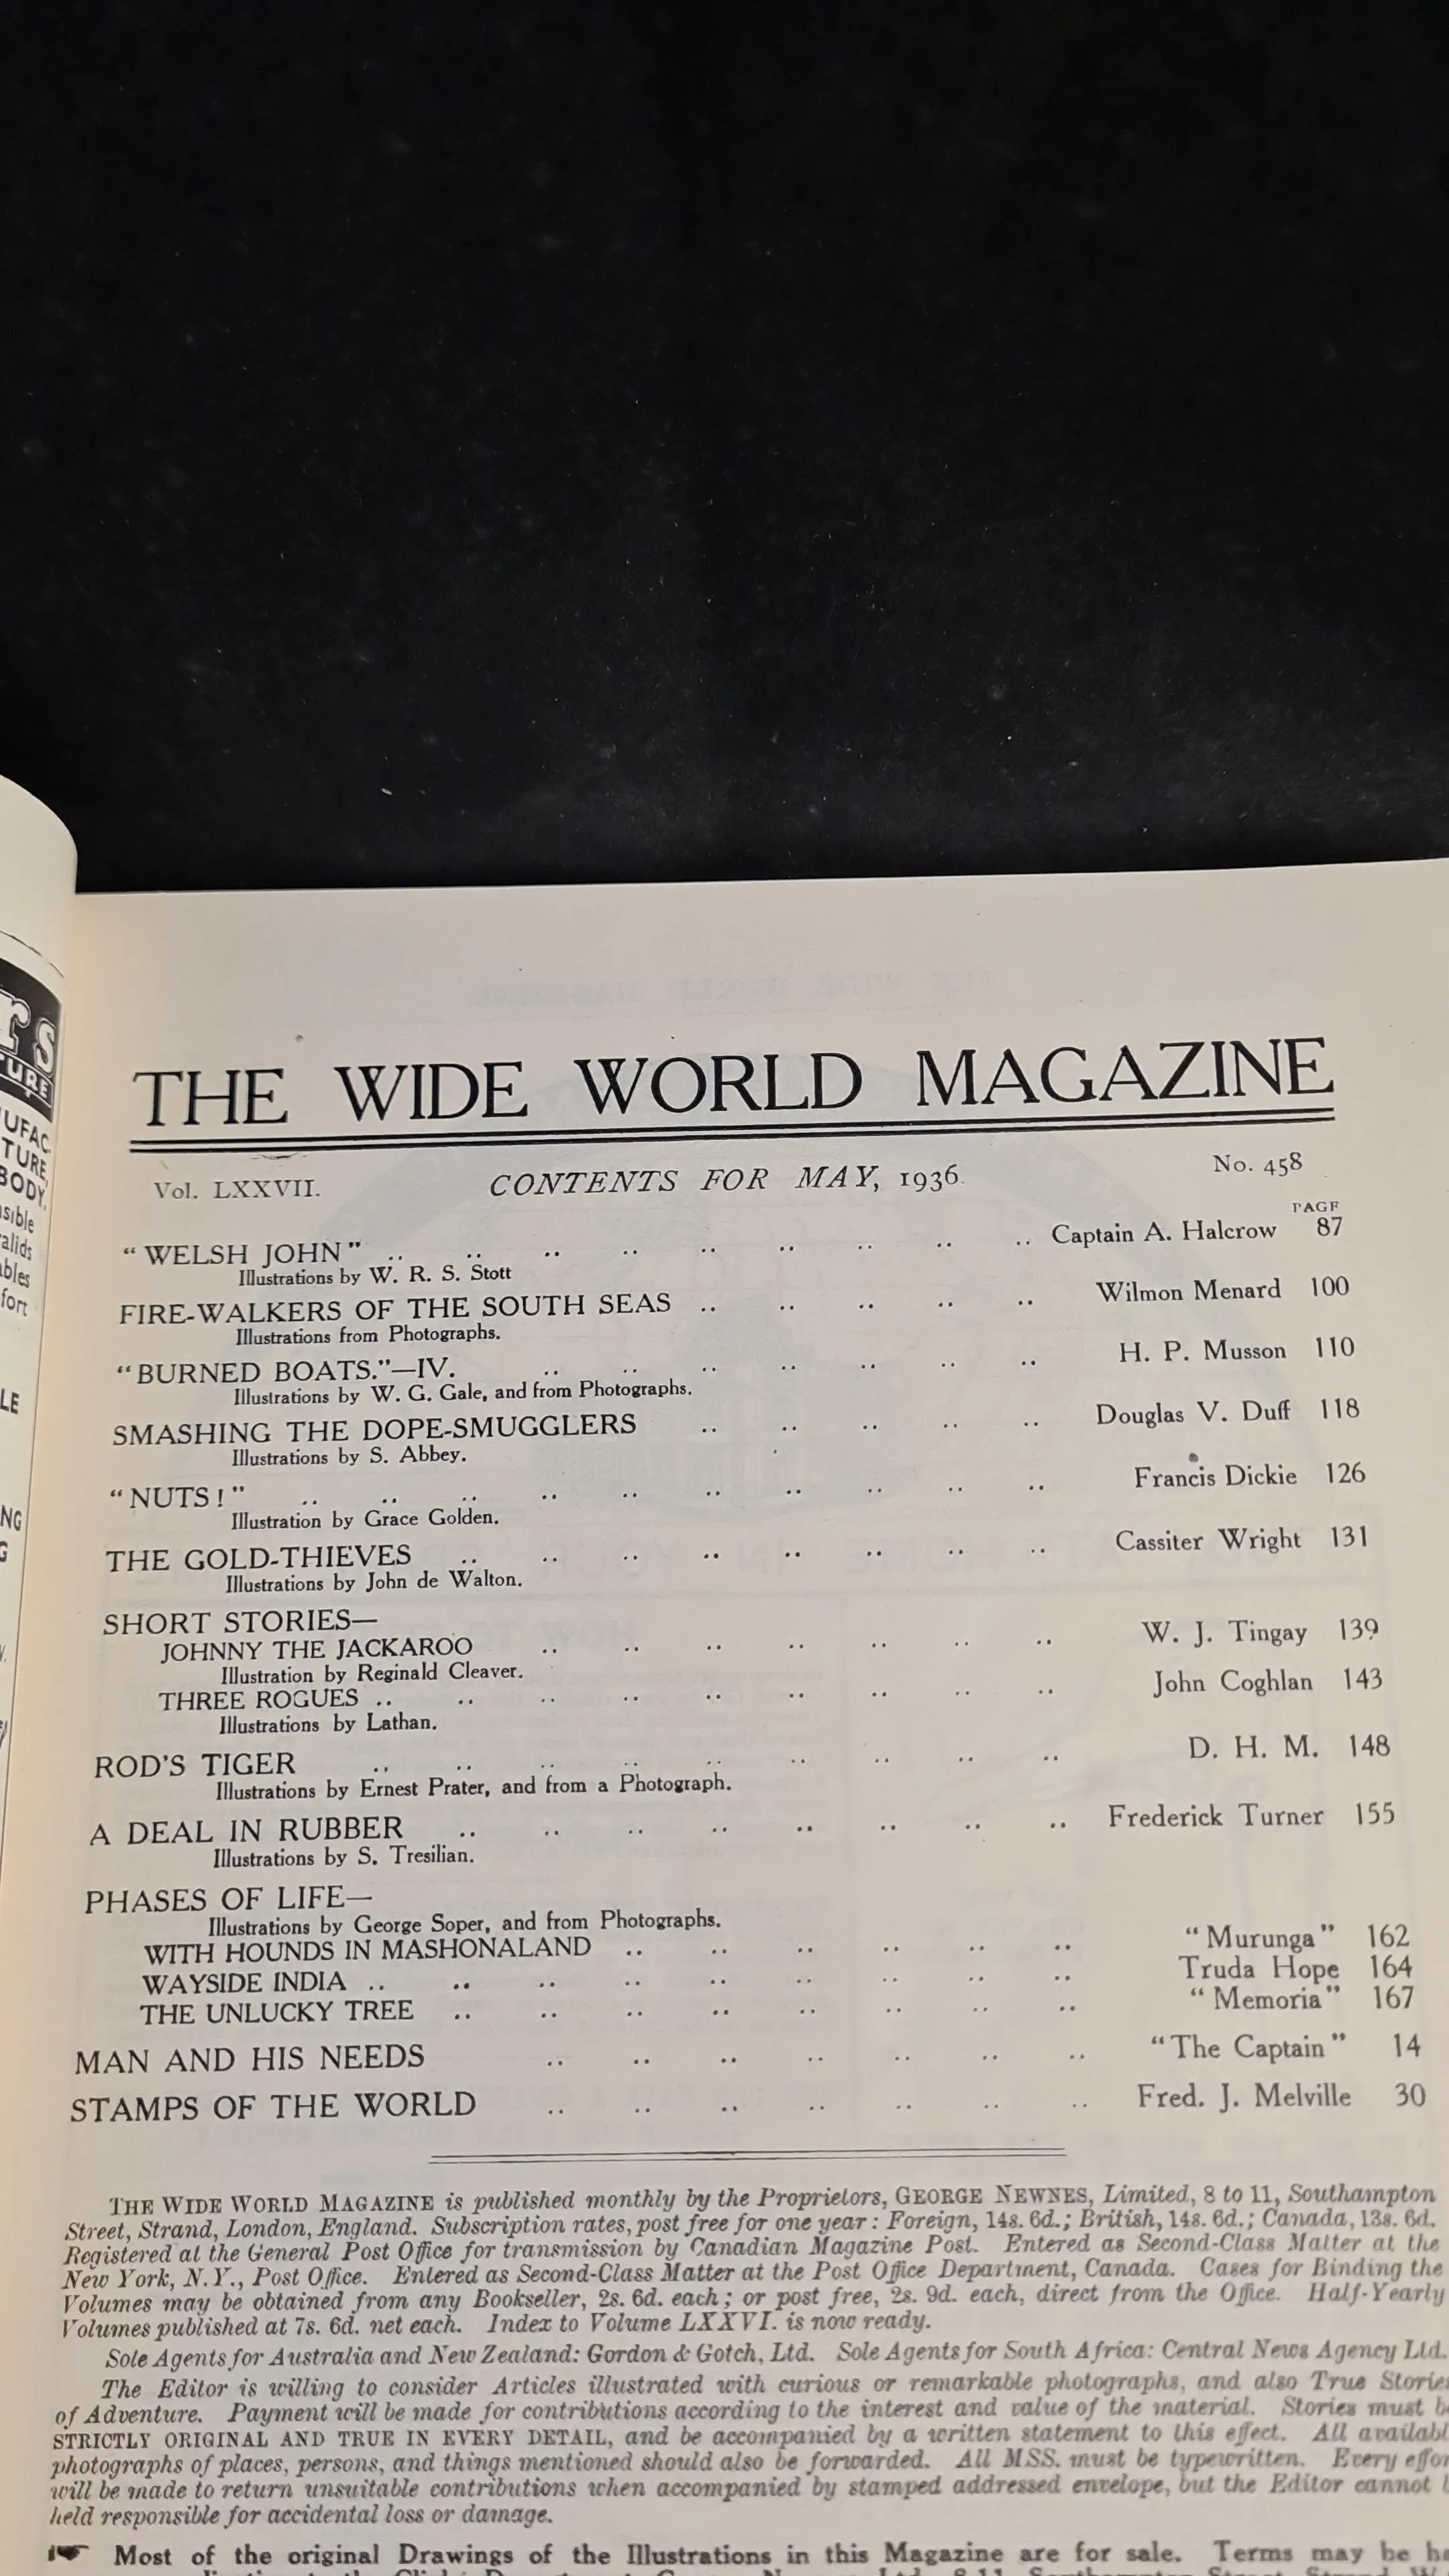 rs
TURE
UFAC
TURE,
BODY.
fort
LE
NG
G
THE WIDE WORLD MAGAZINE
Vol. LXXVII. CONTENTS FOR MAY, 1936. No. 458
PAGE
“WELSH JOHN” .. .. .. .. .. .. .. .. .. Captain A. Halcrow 87
Illustrations by W. R. S. Stott
FIRE-WALKERS OF THE SOUTH SEAS .. .. .. .. .. Wilmon Menard 100
Illustrations from Photographs.
“BURNED BOATS.”—IV. .. .. .. .. .. .. .. H. P. Musson 110
Illustrations by W. G. Gale, and from Photographs.
SMASHING THE DOPE-SMUGGLERS .. .. .. .. .. Douglas V. Duff 118
Illustrations by S. Abbey.
“NUTS!” .. .. .. .. .. .. .. .. .. .. Francis Dickie 126
Illustration by Grace Golden.
THE GOLD-THIEVES .. .. .. .. .. .. .. .. Cassiter Wright 131
Illustrations by John de Walton.
SHORT STORIES—
JOHNNY THE JACKAROO .. .. .. .. .. .. .. W. J. Tingay 139
Illustration by Reginald Cleaver.
THREE ROGUES .. .. .. .. .. .. .. .. .. John Coghlan 143
Illustrations by Lathan.
ROD'S TIGER .. .. .. .. .. .. .. .. .. D. H. M. 148
Illustrations by Ernest Prater, and from a Photograph.
A DEAL IN RUBBER .. .. .. .. .. .. .. .. Frederick Turner 155
Illustrations by S. Tresilian.
PHASES OF LIFE—
Illustrations by George Soper, and from Photographs.
WITH HOUNDS IN MASHONALAND .. .. .. .. .. .. “Murunga” 162
WAYSIDE INDIA .. .. .. .. .. .. .. .. .. Truda Hope 164
THE UNLUCKY TREE .. .. .. .. .. .. .. .. “Memoria” 167
MAN AND HIS NEEDS .. .. .. .. .. .. .. “The Captain” 14
STAMPS OF THE WORLD .. .. .. .. .. .. .. Fred. J. Melville 30
THE WIDE WORLD MAGAZINE is published monthly by the Proprietors, GEORGE NEWNES, Limited, 8 to 11, Southampton
Street, Strand, London, England. Subscription rates, post free for one year: Foreign, 14s. 6d.; British, 14s. 6d.; Canada, 13s. 6d.
Registered at the General Post Office for transmission by Canadian Magazine Post. Entered as Second-Class Matter at the
New York, N.Y., Post Office. Entered as Second-Class Matter at the Post Office Department, Canada. Cases for Binding the
Volumes may be obtained from any Bookseller, 2s. 6d. each; or post free, 2s. 9d. each, direct from the Office. Half-Yearly
Volumes published at 7s. 6d. net each. Index to Volume LXXVI. is now ready.
Sole Agents for Australia and New Zealand: Gordon & Gotch, Ltd. Sole Agents for South Africa: Central News Agency Ltd.
The Editor is willing to consider Articles illustrated with curious or remarkable photographs, and also True Stories
of Adventure. Payment will be made for contributions according to the interest and value of the material. Stories must b
STRICTLY ORIGINAL AND TRUE IN EVERY DETAIL, and be accompanied by a written statement to this effect. All availabl
photographs of places, persons, and things mentioned should also be forwarded. All MSS. must be typewritten. Every effor
will be made to return unsuitable contributions when accompanied by stamped addressed envelope, but the Editor cannot
held responsible for accidental loss or damage.
Most of the original Drawings of the Illustrations in this Magazine are for sale. Terms may be ha